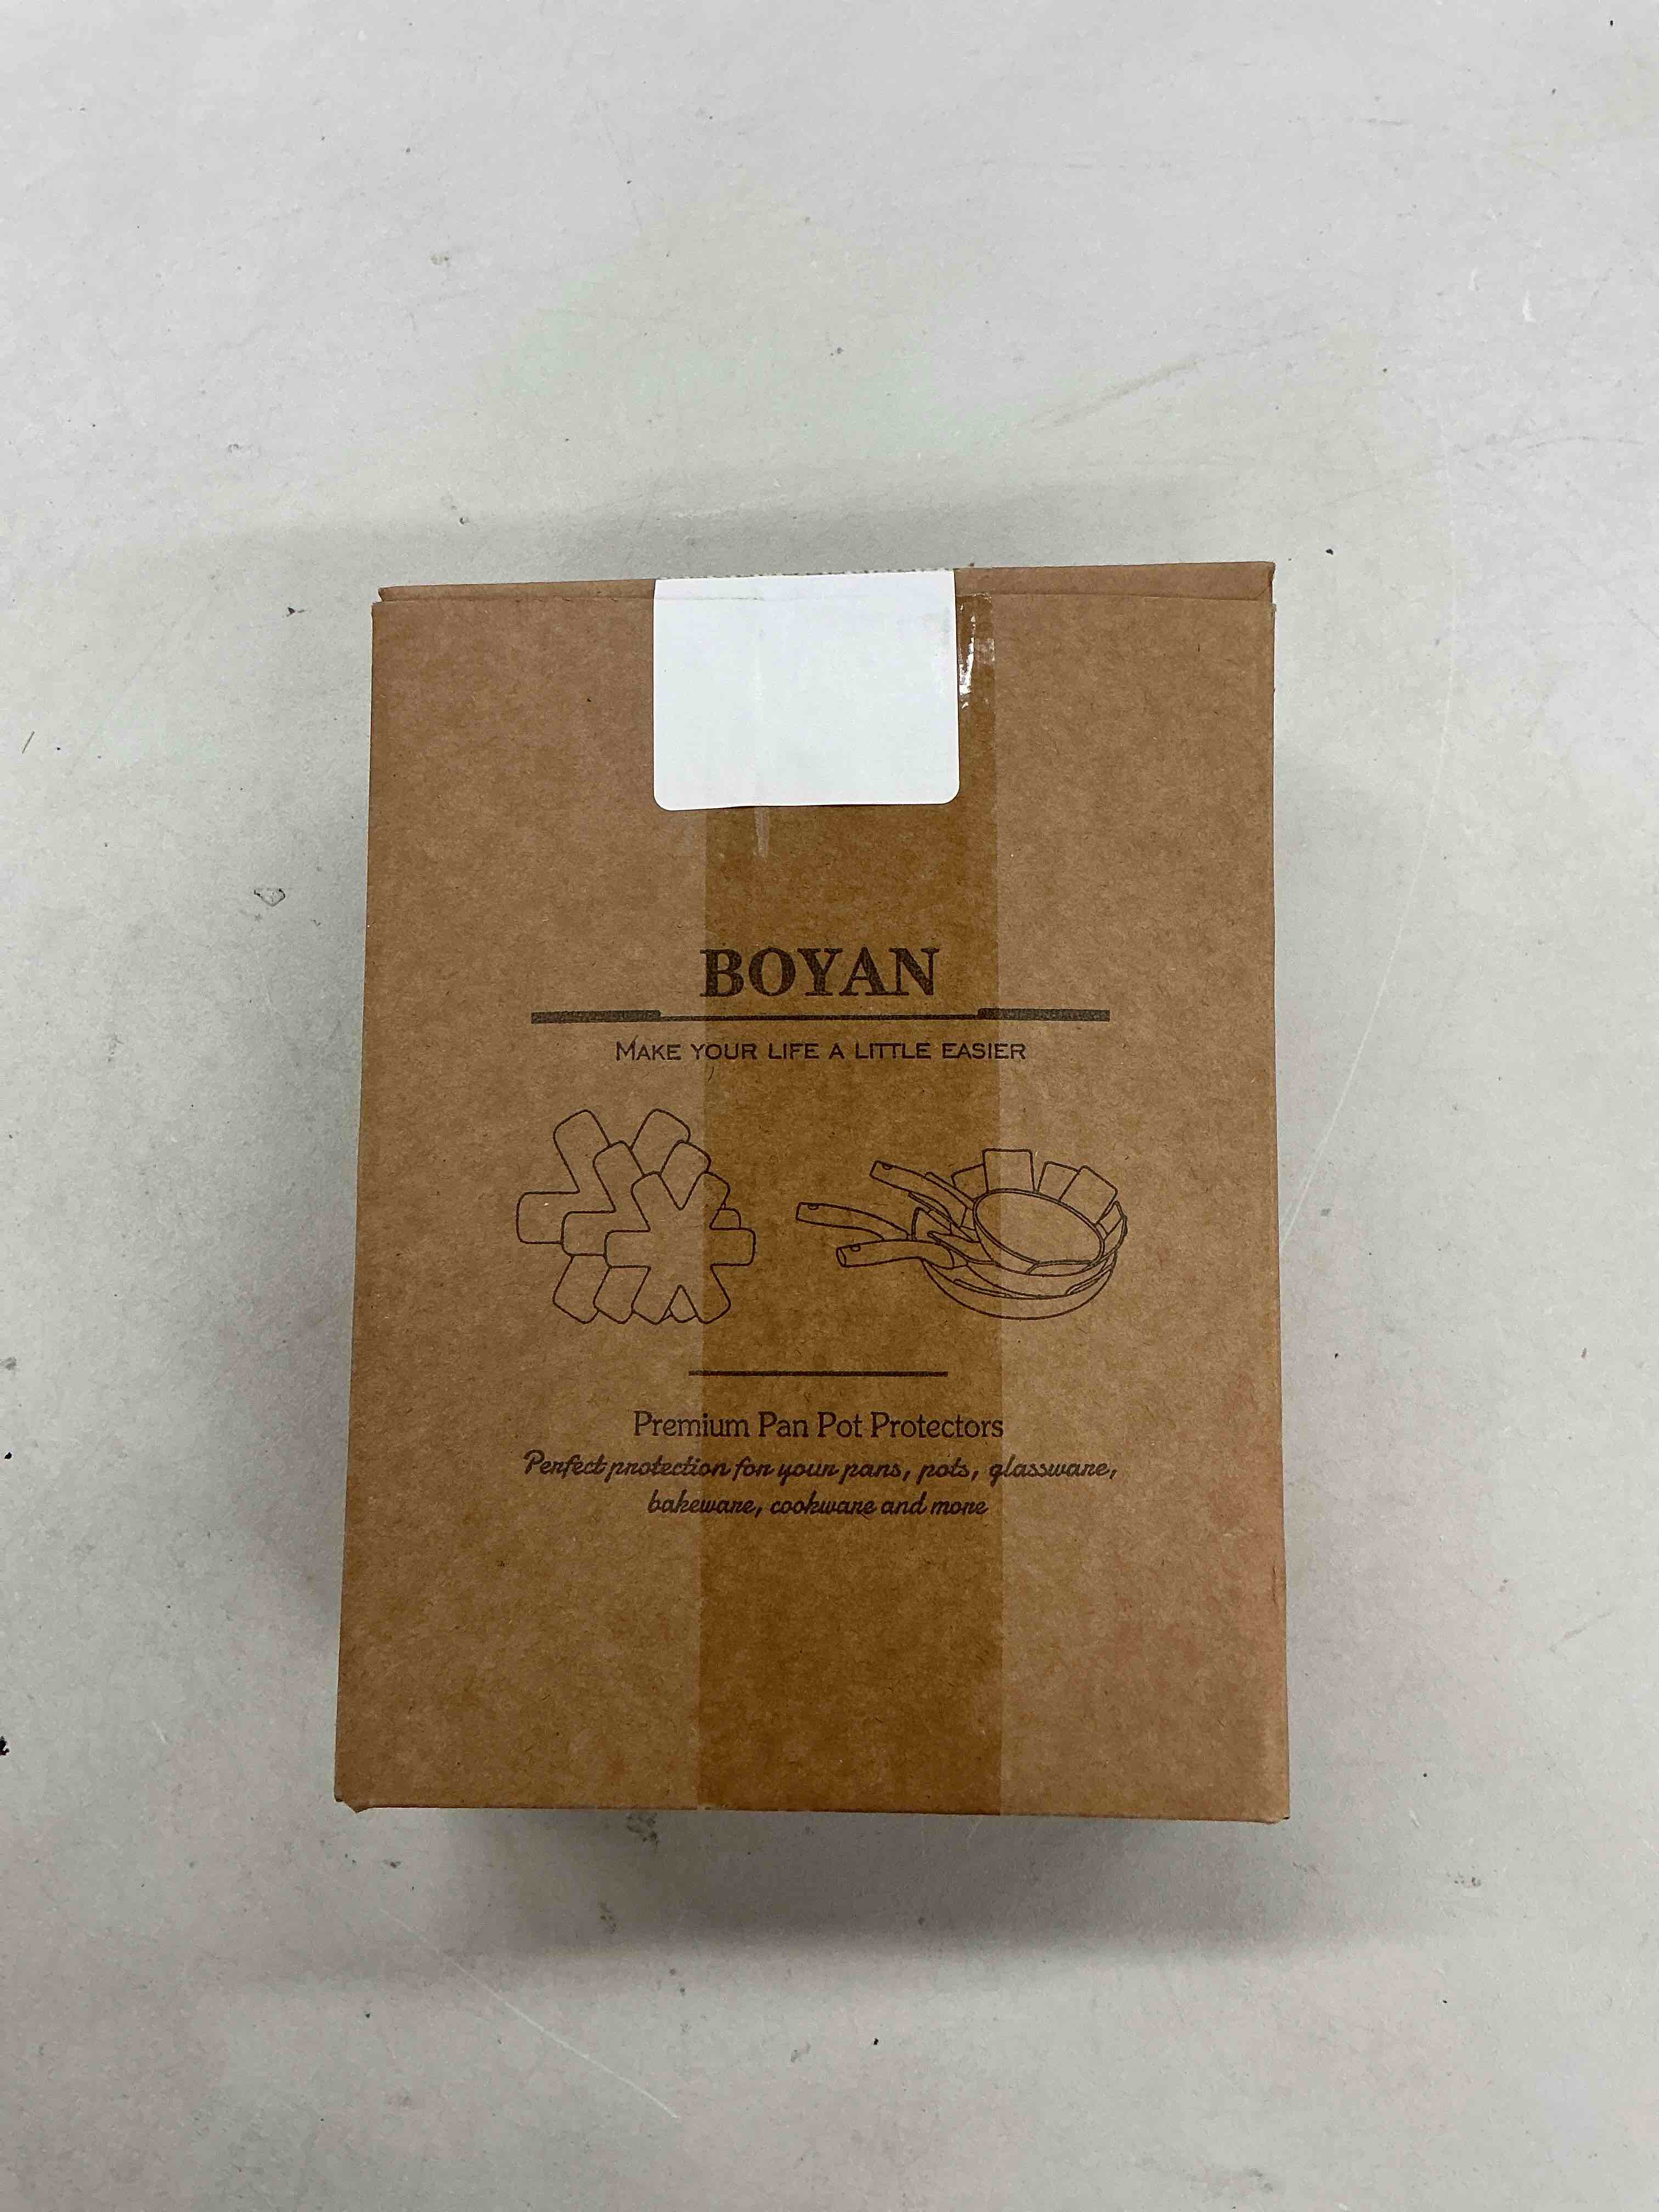 BOYAN
MAKE YOUR LIFE A LITTLE EASIER
Premium Pan Pot Protectors
Perfect protection for your pans, pots, glassware,
bakeware, cookware and more